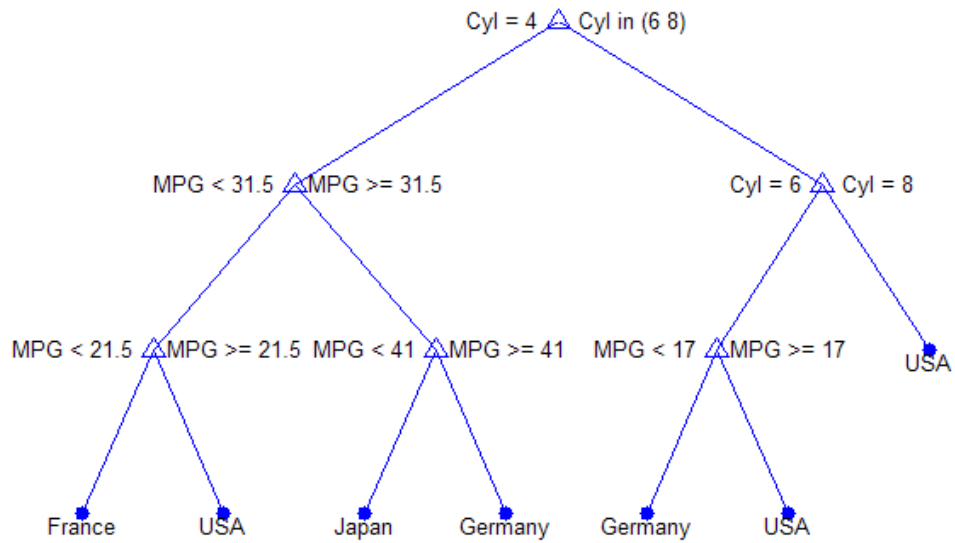 Cyl = 4 Cyl in (6 8)
MPG < 31.5 MPG >= 31.5 Cyl = 6 Cyl = 8
MPG < 21.5 MPG >= 21.5 MPG < 41 MPG >= 41 MPG < 17 MPG >= 17
USA
France USA Japan Germany Germany USA